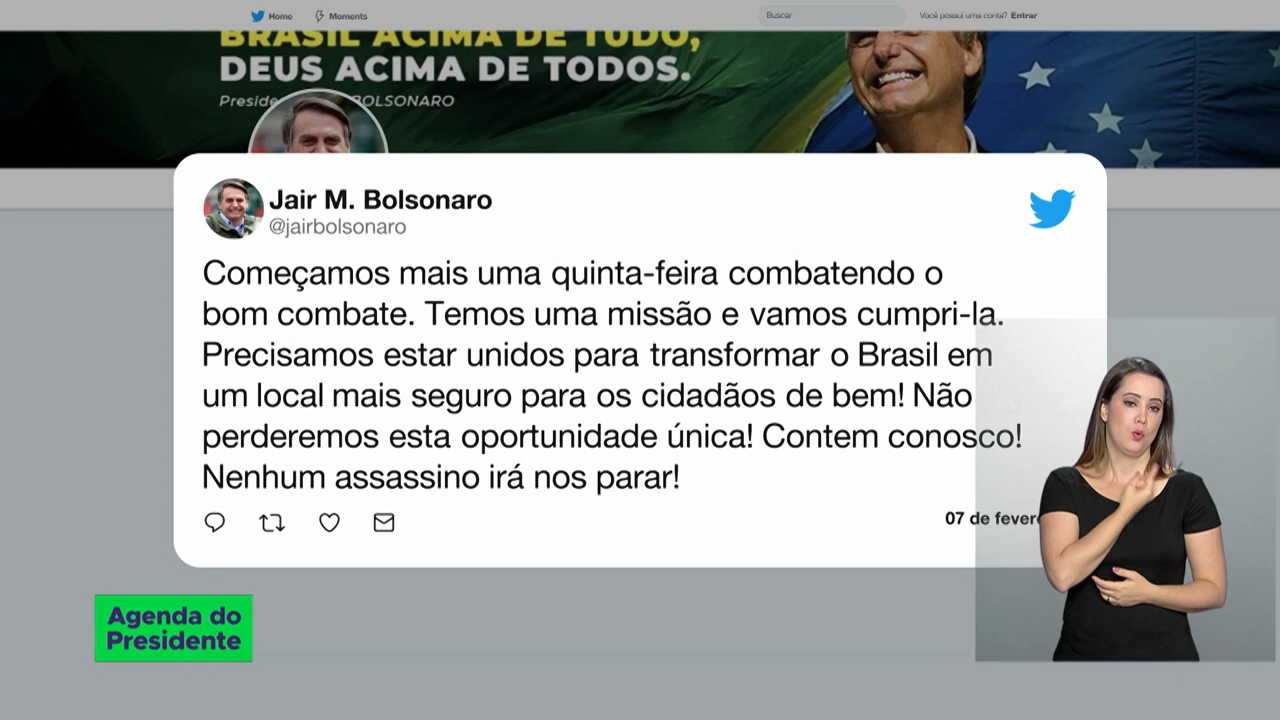 Home Moments Buscar Você possui uma conta? Entrar
BRASIL ACIMA DE TUDO,
DEUS ACIMA DE TODOS.
BOLSONARO
Jair M. Bolsonaro
@jairbolsonaro
Começamos mais uma quinta-feira combatendo o
bom combate. Temos uma missão e vamos cumpri-la.
Precisamos estar unidos para transformar o Brasil em
um local mais seguro para os cidadãos de bem! Não
perderemos esta oportunidade única! Contem conosco!
Nenhum assassino irá nos parar!
07 de
Agenda do
Presidente